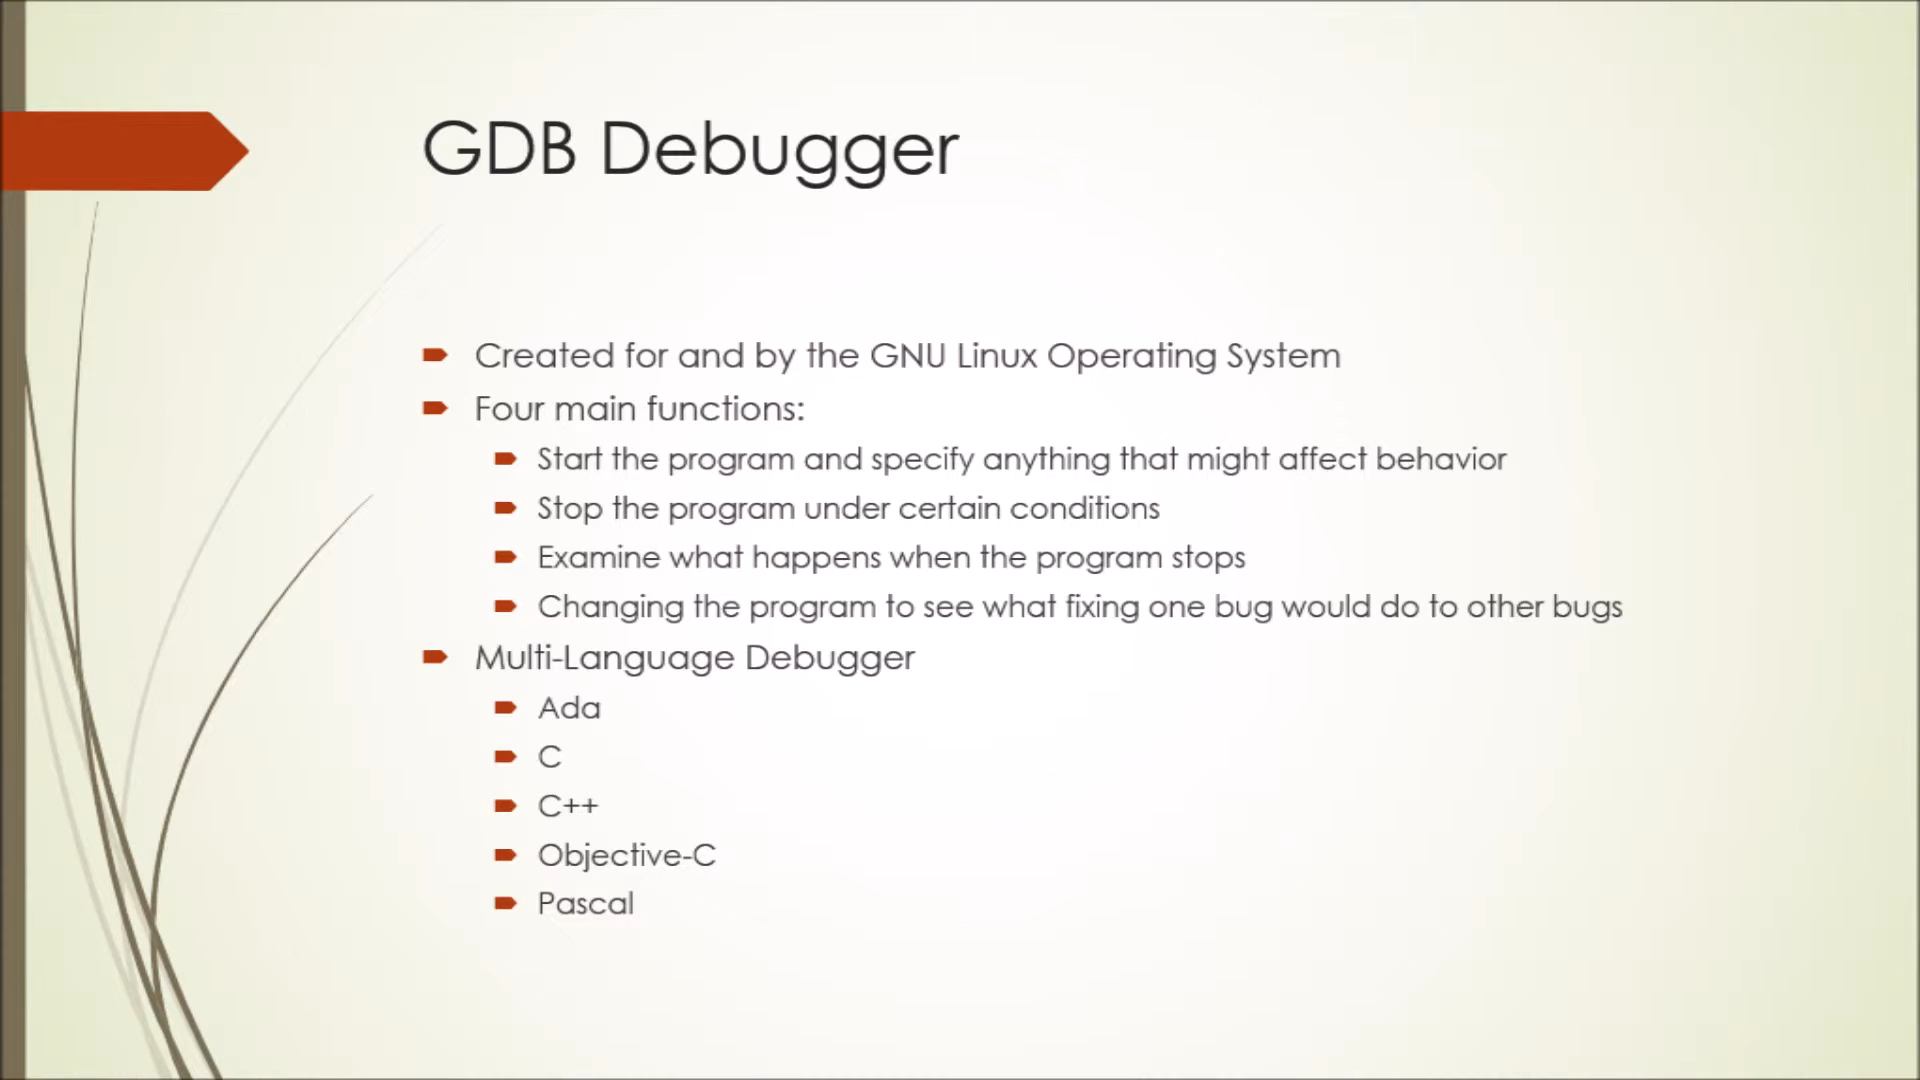 GDB Debugger
Created for and by the GNU Linux Operating System
Four main functions:
Start the program and specify anything that might affect behavior
Stop the program under certain conditions
Examine what happens when the program stops
Changing the program to see what fixing one bug would do to other bugs
Multi-Language Debugger
Ada
C
C++
Objective-C
Pascal